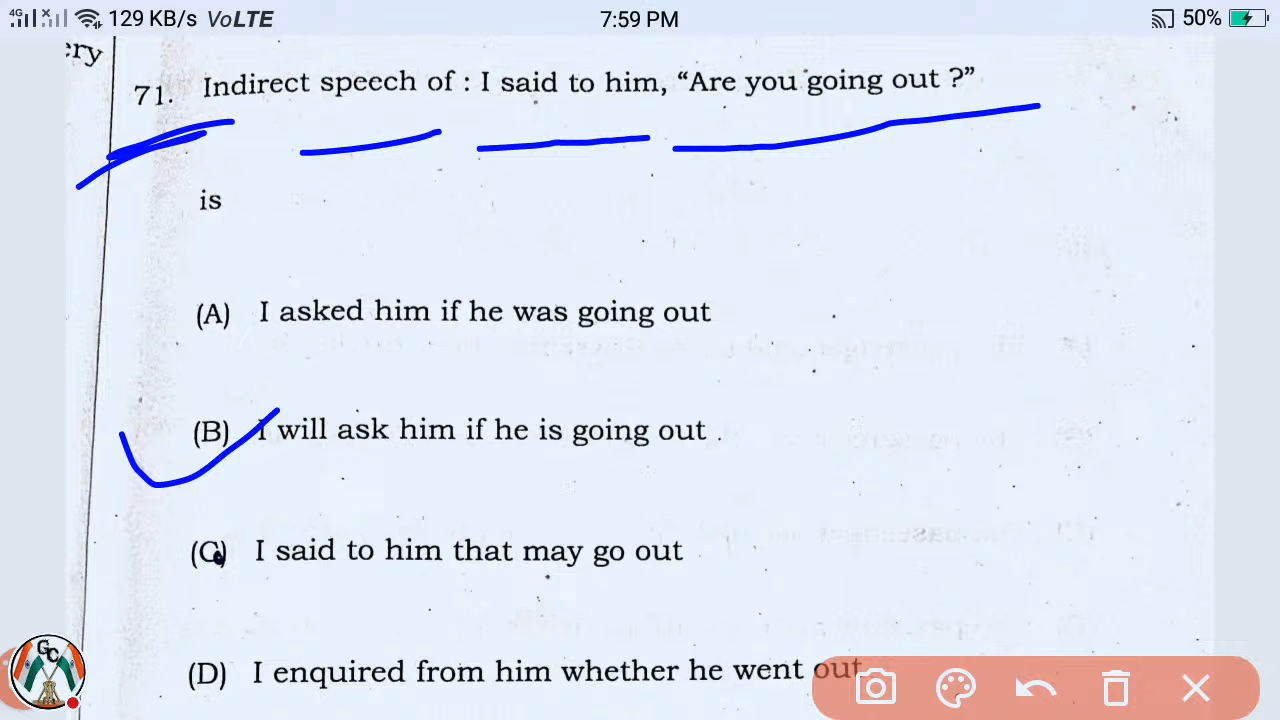 4G 129 KB/s VoLTE 7:59 PM 50%
ery
71. Indirect speech of : I said to him, “Are you going out ?”
is
(A) I asked him if he was going out
(B) I will ask him if he is going out
(C) I said to him that may go out
(D) I enquired from him whether he went out
GC